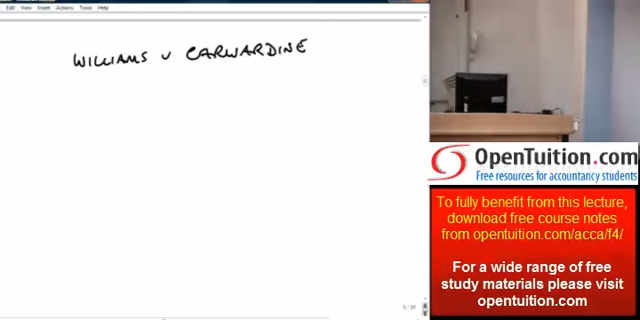 Edit View Insert Actions Tools Help
WILLIAMS v CARWARDINE
OpenTuition.com
Free resources for accountancy students
To fully benefit from this lecture,
download free course notes
from opentuition.com/acca/f4/
For a wide range of free
study materials please visit
opentuition.com